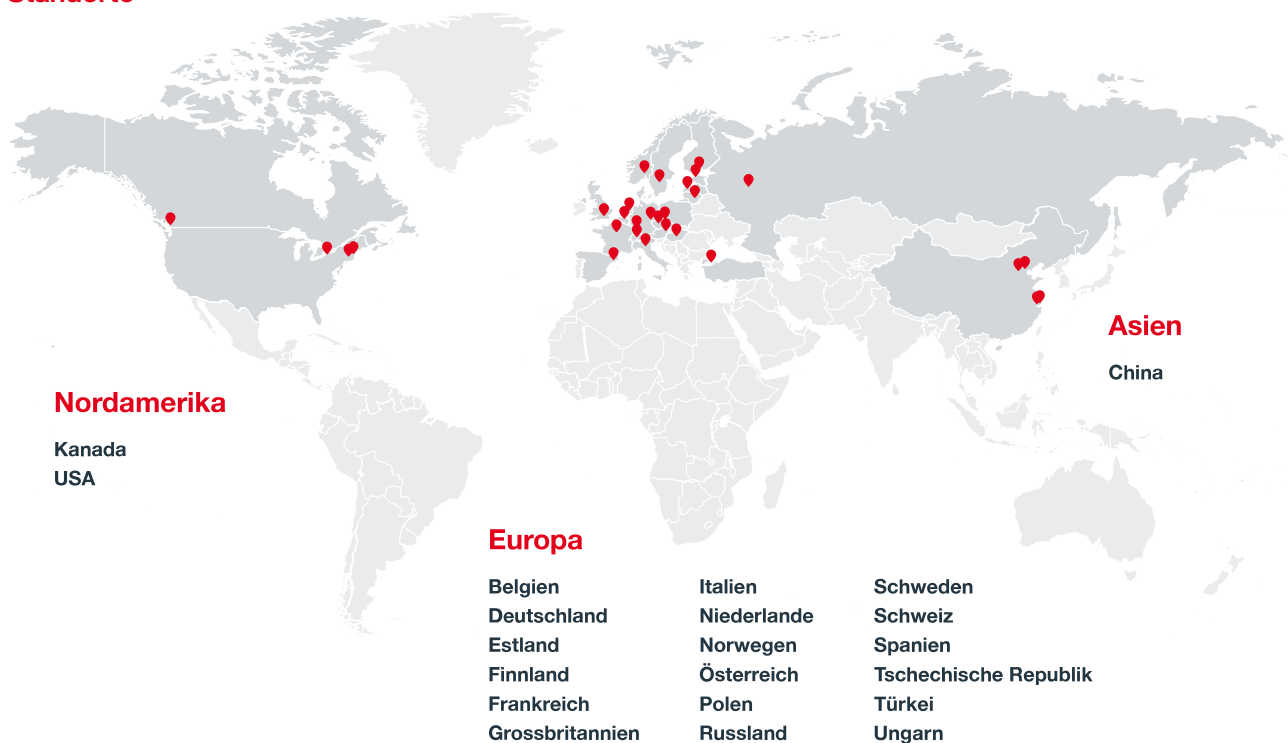 Standorte
Nordamerika
Kanada
USA
Asien
China
Europa
Belgien
Deutschland
Estland
Finnland
Frankreich
Grossbritannien
Italien
Niederlande
Norwegen
Österreich
Polen
Russland
Schweden
Schweiz
Spanien
Tschechische Republik
Türkei
Ungarn